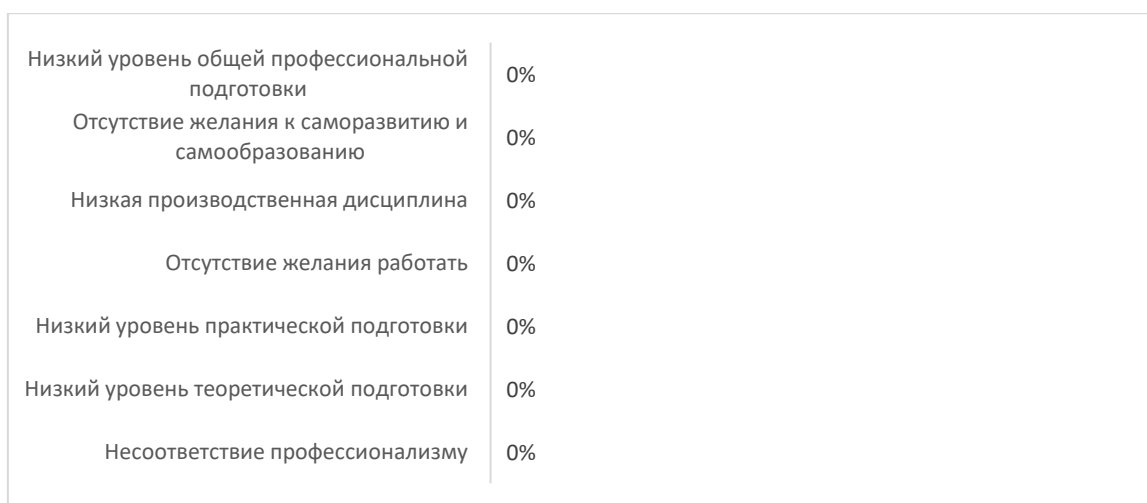 Низкий уровень общей профессиональной
подготовки
0%
Отсутствие желания к саморазвитию и
самообразованию
0%
Низкая производственная дисциплина
0%
Отсутствие желания работать
0%
Низкий уровень практической подготовки
0%
Низкий уровень теоретической подготовки
0%
Несоответствие профессионализму
0%